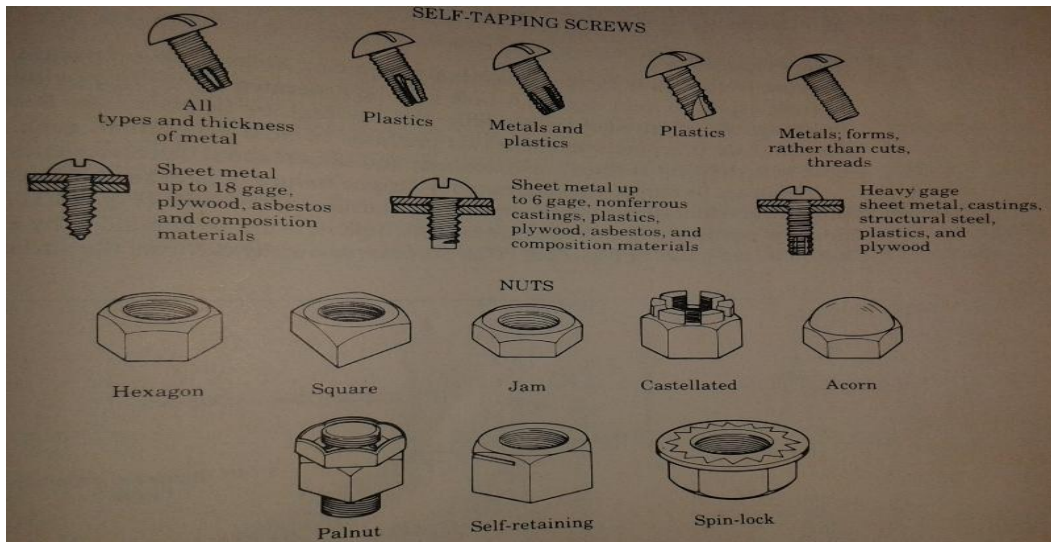 SELF-TAPPING SCREWS
All
types and thickness
of metal
Plastics
Metals and
plastics
Plastics
Metals; forms,
rather than cuts,
threads
Sheet metal
up to 18 gage,
plywood, asbestos
and composition
materials
Sheet metal up
to 6 gage, nonferrous
castings, plastics,
plywood, asbestos, and
composition materials
Heavy gage
sheet metal, castings,
structural steel,
plastics, and
plywood
NUTS
Hexagon
Square
Jam
Castellated
Acorn
Palnut
Self-retaining
Spin-lock